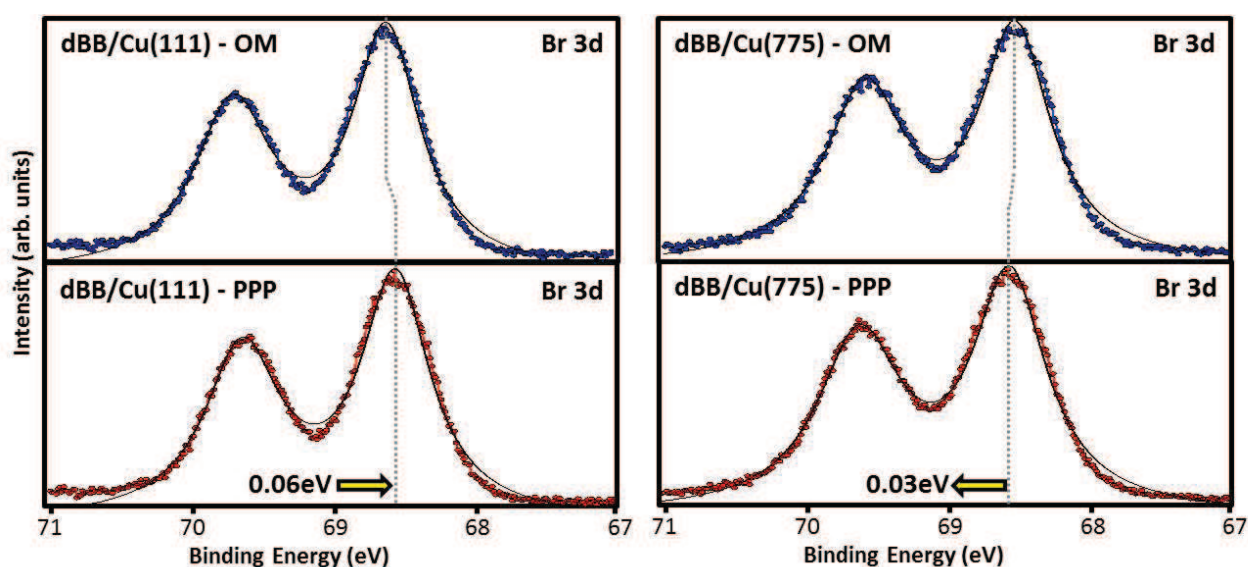 dBB/Cu(111) - OM
Br 3d
dBB/Cu(775) - OM
Br 3d
Intensity (arb. units)
dBB/Cu(111) - PPP
Br 3d
dBB/Cu(775) - PPP
Br 3d
0.06eV
0.03eV
71 70 69 68 67
71 70 69 68 67
Binding Energy (eV)
Binding Energy (eV)